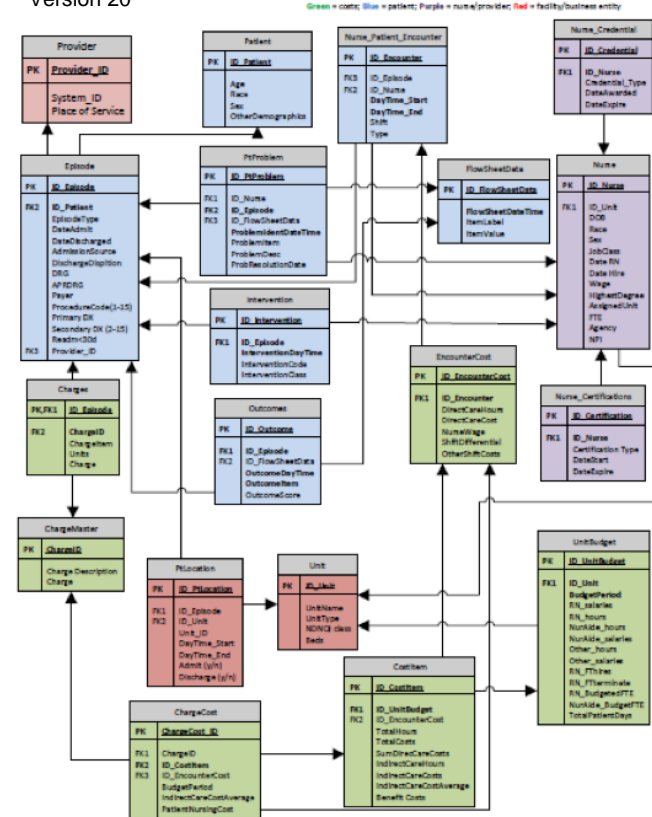 Version 20
Green = costs; Blue = patient; Purple = nurse/provider; Red = facility/business entity
Provider
PK Provider_ID
System_ID
Place of Service
Patient
PK ID_Patient
Age
Race
Sex
OtherDemographics
Nurse_Patient_Encounter
PK ID_Encounter
FK3 ID_Episode
FK2 ID_Nurse
DayTime_Start
DayTime_End
Shift
Type
Nurse_Credential
PK ID_Credential
FK1 ID_Nurse
Credential_Type
DateAwarded
DateExpire
Episode
PK ID_Episode
FK2 ID_Patient
EpisodeType
DateAdmit
DateDischarged
AdmissionSource
DischargeDispition
DRG
APRDRG
Payer
ProcedureCode(1-15)
Primary DX
Secondary DX (2-15)
Readm<30d
FK3 Provider_ID
PtProblem
PK ID_PtProblem
FK1 ID_Nurse
FK2 ID_Episode
FK3 ID_FlowSheetData
ProblemIdentDateTime
ProblemItem
ProblemDesc
ProbResolutionDate
FlowSheetData
PK ID_FlowSheetData
FlowSheetDateTime
ItemLabel
ItemValue
Nurse
PK ID_Nurse
FK1 ID_Unit
DOB
Race
Sex
JobClass
Date RN
Date Hire
Wage
HighestDegree
AssignedUnit
FTE
Agency
NPI
Intervention
PK ID_Intervention
FK1 ID_Episode
InterventionDayTime
InterventionCode
InterventionClass
EncounterCost
PK ID_EncounterCost
FK1 ID_Encounter
DirectCareHours
DirectCareCost
NurseWage
ShiftDifferential
OtherShiftCosts
Nurse_Certifications
PK ID_Certification
FK1 ID_Nurse
Certification Type
DateStart
DateExpire
Charges
PK,FK1 ID_Episode
FK2 ChargeID
ChargeItem
Units
Charge
Outcomes
PK ID_Outcome
FK1 ID_Episode
FK2 ID_FlowSheetData
OutcomeDayTime
OutcomeItem
OutcomeScore
ChargeMaster
PK ChargeID
Charge Description
Charge
PtLocation
PK ID_PtLocation
FK1 ID_Episode
FK2 ID_Unit
Unit_ID
DayTime_Start
DayTime_End
Admit (y/n)
Discharge (y/n)
Unit
PK ID_Unit
UnitName
UnitType
NDNQI class
Beds
UnitBudget
PK ID_UnitBudget
FK1 ID_Unit
BudgetPeriod
RN_salaries
RN_hours
NurAide_hours
NurAide_salaries
Other_hours
Other_salaries
RN_FThires
RN_FTterminate
RN_BudgetedFTE
NurAide_BudgetFTE
TotalPatientDays
CostItem
PK ID_CostItem
FK1 ID_UnitBudget
FK2 ID_EncounterCost
TotalHours
TotalCosts
SumDirecCareCosts
IndirectCareHours
IndirectCareCosts
IndirectCareCostAverage
Benefit Costs
ChargeCost
PK ChargeCost_ID
FK1 ChargeID
FK2 ID_CostItem
FK3 ID_EncounterCost
BudgetPeriod
IndirectCareCostAverage
PatientNursingCost